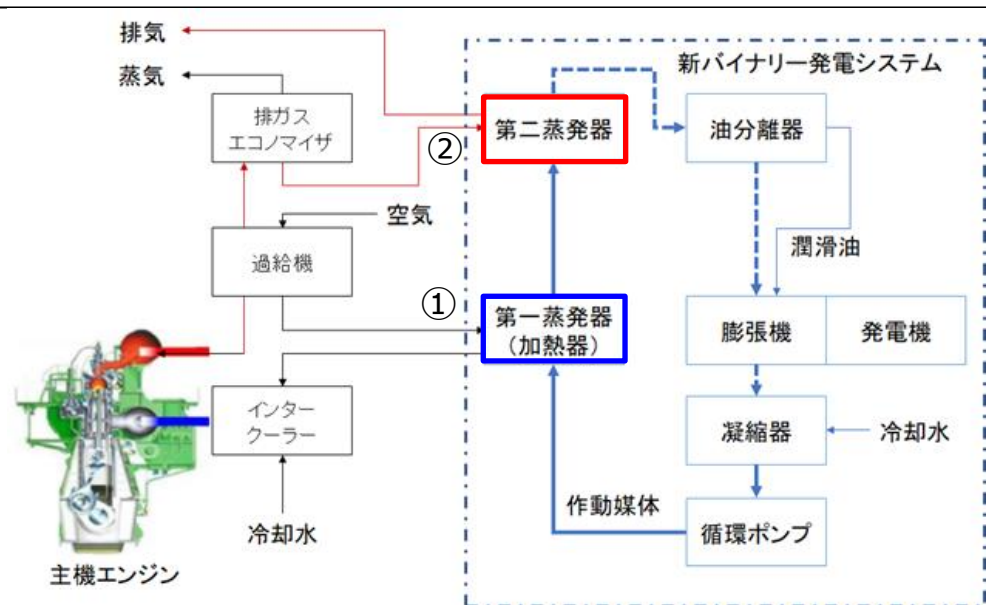 排気
蒸気
新バイナリー発電システム
排ガス
エコノマイザ
②
第二蒸発器
油分離器
空気
過給機
潤滑油
①
第一蒸発器
（加熱器）
膨張機
発電機
インター
クーラー
凝縮器
冷却水
作動媒体
循環ポンプ
冷却水
主機エンジン